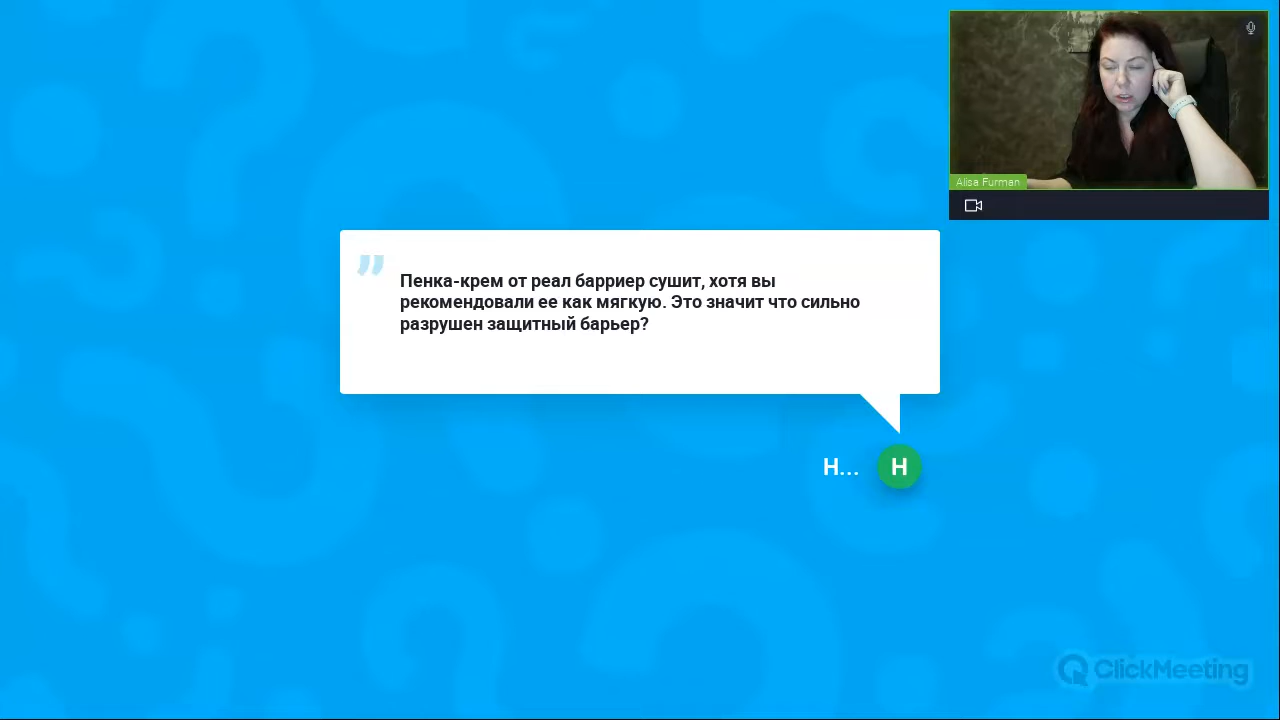 Alisa Furman
Пенка-крем от реал барриер сушит, хотя вы
рекомендовали ее как мягкую. Это значит что сильно
разрушен защитный барьер?
Н... Н
ClickMeeting